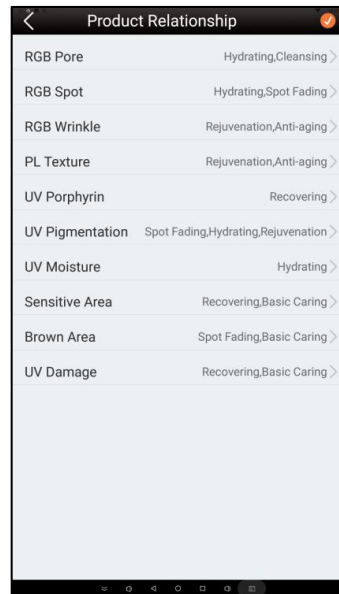 Product Relationship
RGB Pore Hydrating,Cleansing
RGB Spot Hydrating,Spot Fading
RGB Wrinkle Rejuvenation,Anti-aging
PL Texture Rejuvenation,Anti-aging
UV Porphyrin Recovering
UV Pigmentation Spot Fading,Hydrating,Rejuvenation
UV Moisture Hydrating
Sensitive Area Recovering,Basic Caring
Brown Area Spot Fading,Basic Caring
UV Damage Recovering,Basic Caring